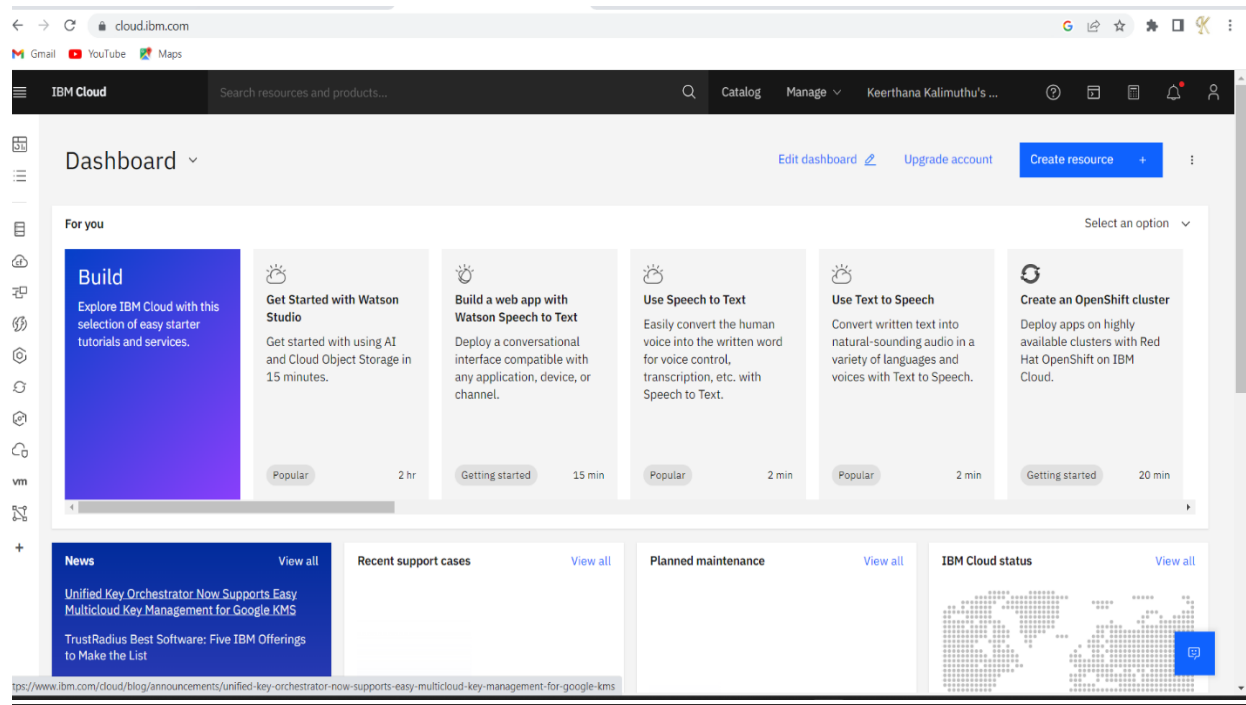 cloud.ibm.com
Gmail YouTube Maps
IBM Cloud Search resources and products... Catalog Manage Keerthana Kalimuthu's ...
Dashboard
Edit dashboard Upgrade account Create resource +
For you Select an option
Build
Explore IBM Cloud with this
selection of easy starter
tutorials and services.
Get Started with Watson
Studio
Get started with using AI
and Cloud Object Storage in
15 minutes.
Popular 2 hr
Build a web app with
Watson Speech to Text
Deploy a conversational
interface compatible with
any application, device, or
channel.
Getting started 15 min
Use Speech to Text
Easily convert the human
voice into the written word
for voice control,
transcription, etc. with
Speech to Text.
Popular 2 min
Use Text to Speech
Convert written text into
natural-sounding audio in a
variety of languages and
voices with Text to Speech.
Popular 2 min
Create an OpenShift cluster
Deploy apps on highly
available clusters with Red
Hat OpenShift on IBM
Cloud.
Getting started 20 min
vm
News View all
Unified Key Orchestrator Now Supports Easy
Multicloud Key Management for Google KMS
TrustRadius Best Software: Five IBM Offerings
to Make the List
Recent support cases View all
Planned maintenance View all
IBM Cloud status View all
tps://www.ibm.com/cloud/blog/announcements/unified-key-orchestrator-now-supports-easy-multicloud-key-management-for-google-kms